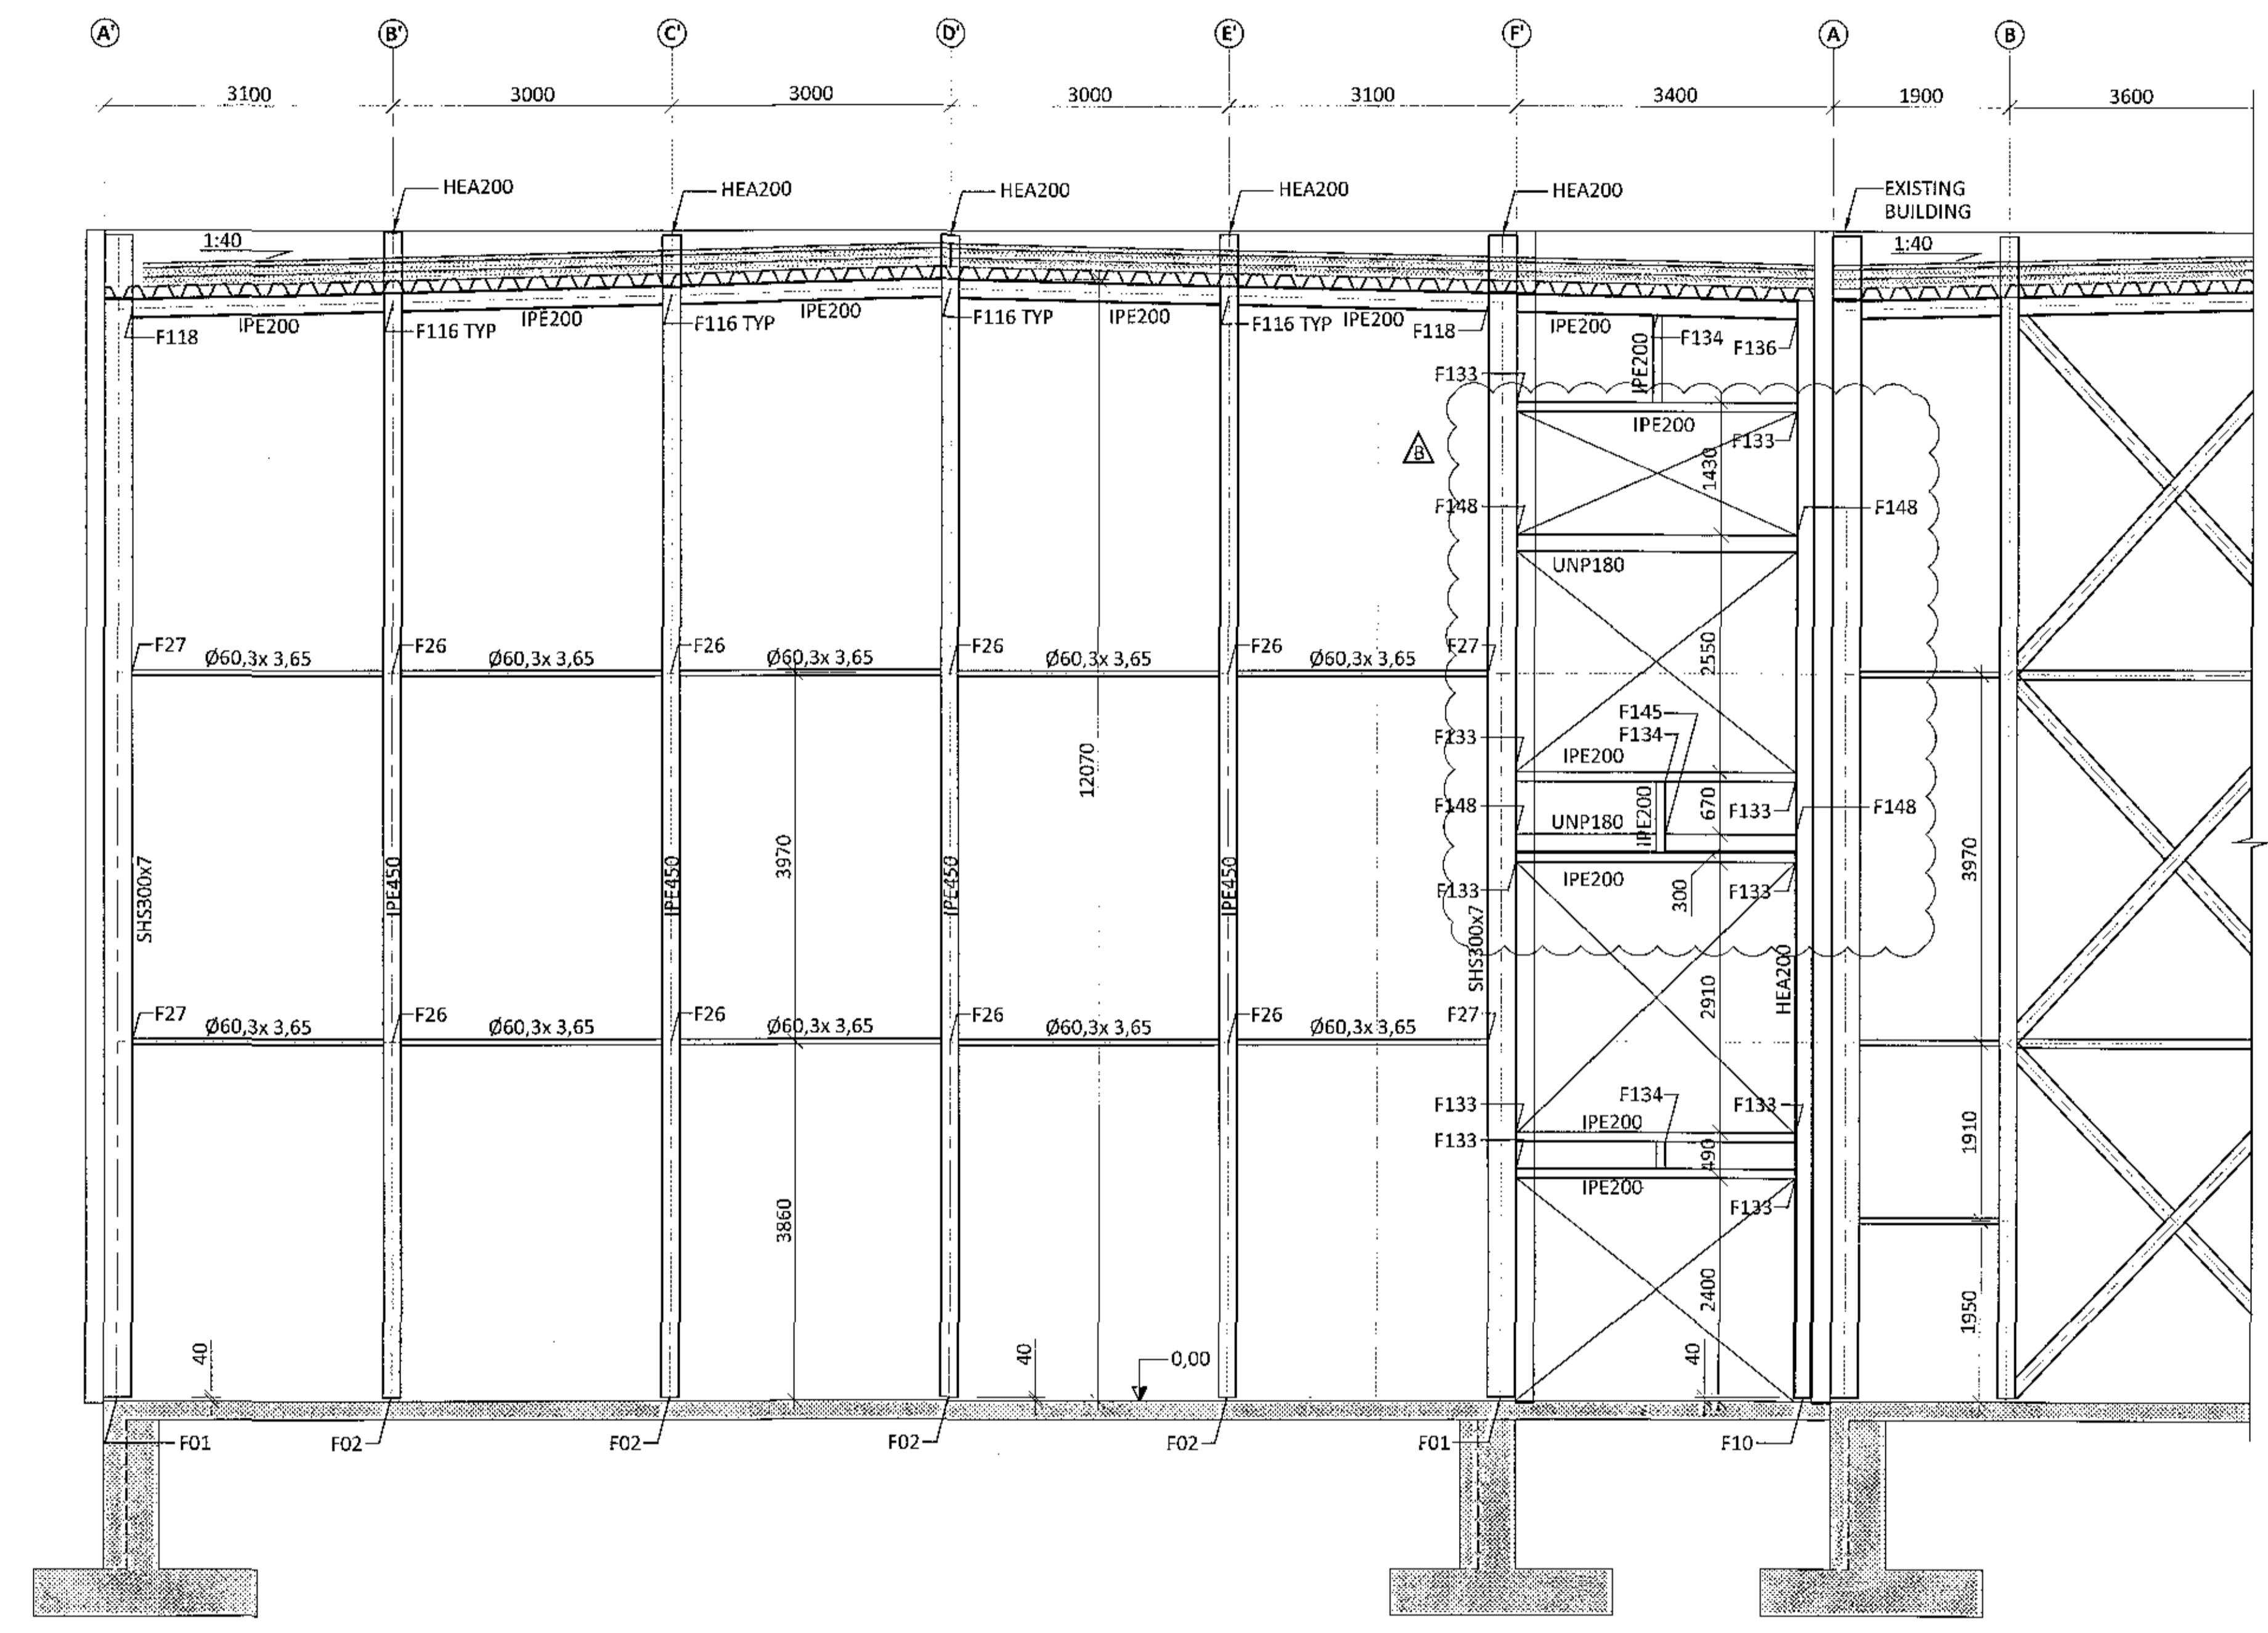 A' B' C' D' E' F' A B
3100 3000 3000 3000 3100 3400 1900 3600
HEA200 HEA200 HEA200 HEA200 HEA200 EXISTING
BUILDING
1:40 1:40
IPE200 IPE200 IPE200 IPE200 IPE200 IPE200
F118 F116 TYP F116 TYP F116 TYP F116 TYP F118 F134 F136
IPE200
F133
IPE200
F133
B
1430
F148 F148
UNP180
F27 F26 F26 F26 F26 F27
Ø60,3x 3,65 Ø60,3x 3,65 Ø60,3x 3,65 Ø60,3x 3,65 Ø60,3x 3,65
2550
F145
F134
F133 IPE200
12070
IPE200 670
F148 F133 F148
UNP180
3970 3970
SHS300x7 IPE450 IPE450 IPE450 IPE450
F133 IPE200 300 F133
SHS300x7 HEA200
2910
F27 F26 F26 F26 F26 F27
Ø60,3x 3,65 Ø60,3x 3,65 Ø60,3x 3,65 Ø60,3x 3,65 Ø60,3x 3,65
F134
F133 F133
IPE200
F133 490 1910
IPE200
F133
3860
2400 1950
40 40 0,00 40
F01 F02 F02 F02 F02 F01 F10